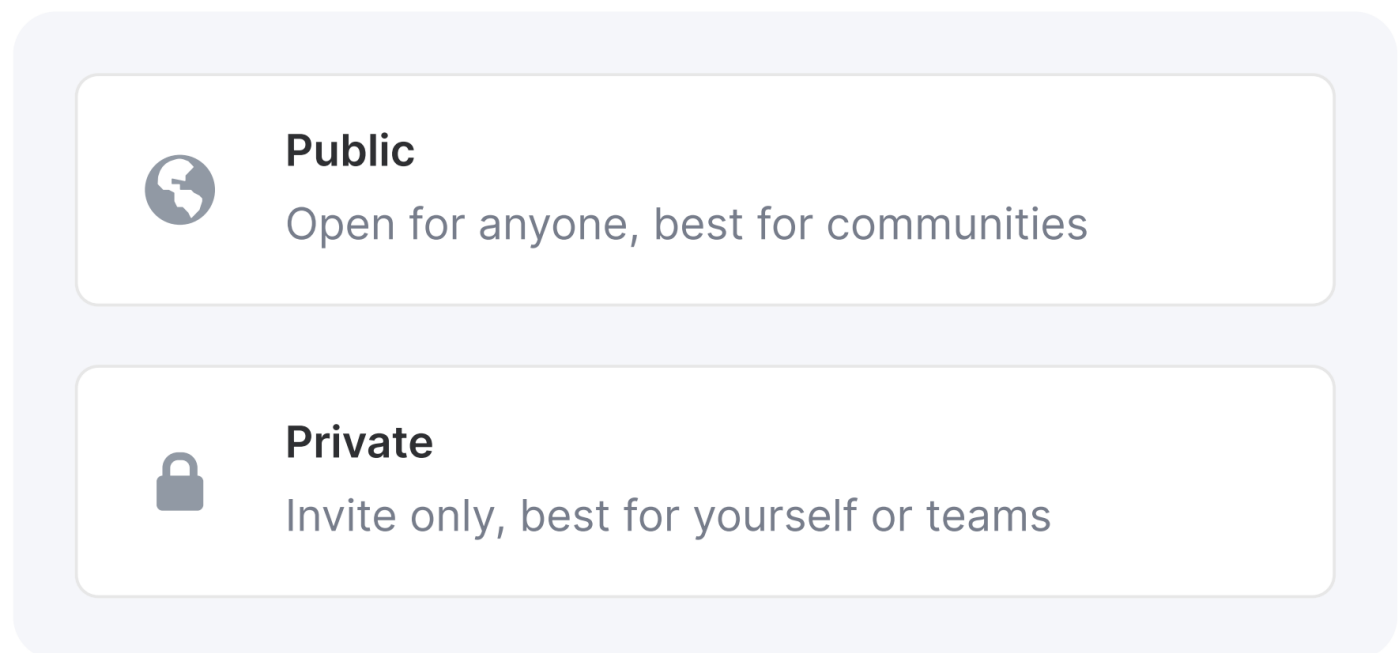 Public
Open for anyone, best for communities
Private
Invite only, best for yourself or teams